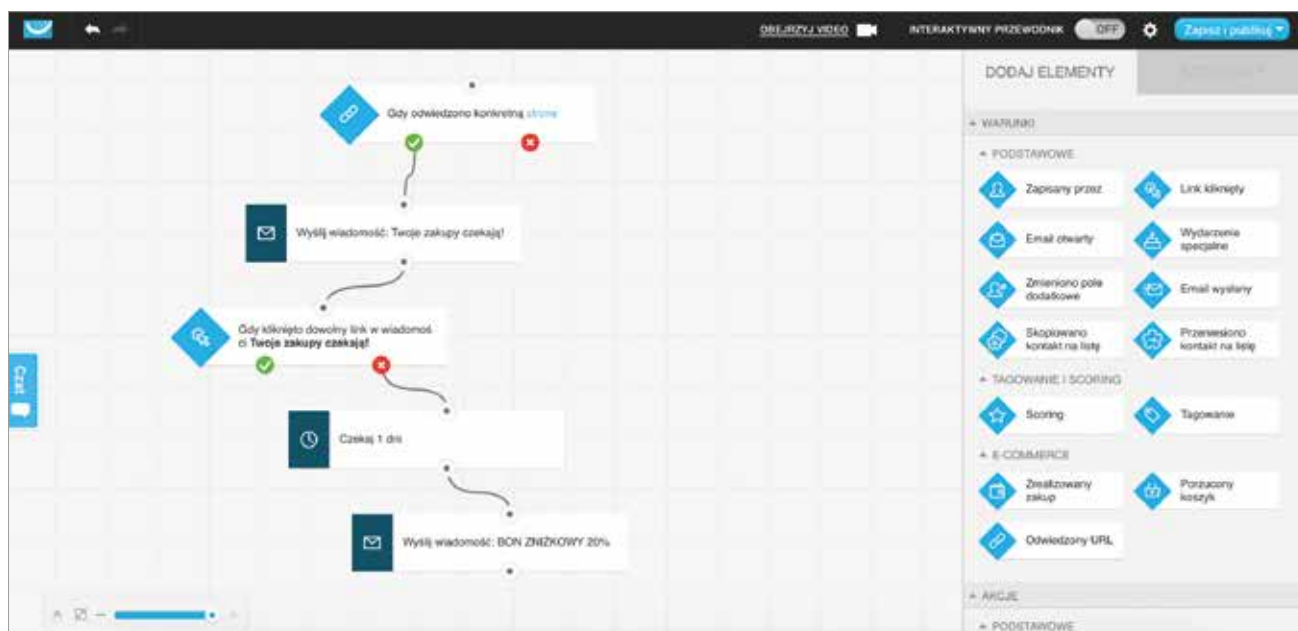 OBEJRZYJ VIDEO
INTERAKTYWNY PRZEWODNIK
OFF
Zapisz i publikuj
DODAJ ELEMENTY
Gdy odwiedzono konkretną stronę
Wyślij wiadomość: Twoje zakupy czekają!
Gdy kliknięto dowolny link w wiadomoś
ci Twoje zakupy czekają!
Czekaj 1 dni
Wyślij wiadomość: BON ZNIŻKOWY 20%
Czat
WARUNKI
PODSTAWOWE
Zapisany przez
Link kliknięty
Email otwarty
Wydarzenie
specjalne
Zmieniono pole
dodatkowe
Email wysłany
Skopiowano
kontakt na listę
Przeniesiono
kontakt na listę
TAGOWANIE I SCORING
Scoring
Tagowanie
E-COMMERCE
Zrealizowany
zakup
Porzucony
koszyk
Odwiedzony URL
AKCJE
PODSTAWOWE